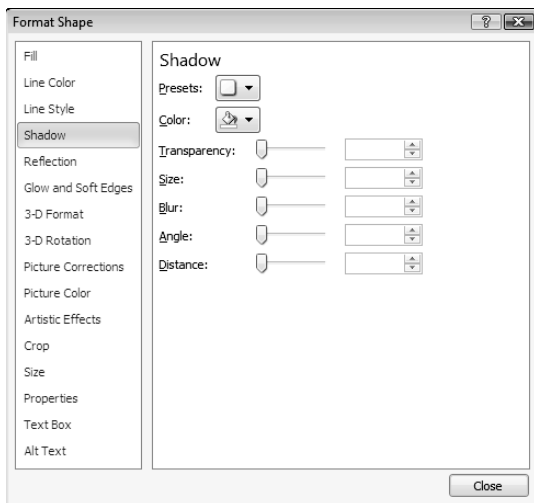 Format Shape
Fill
Line Color
Line Style
Shadow
Reflection
Glow and Soft Edges
3-D Format
3-D Rotation
Picture Corrections
Picture Color
Artistic Effects
Crop
Size
Properties
Text Box
Alt Text
Shadow
Presets:
Color:
Transparency:
Size:
Blur:
Angle:
Distance:
Close